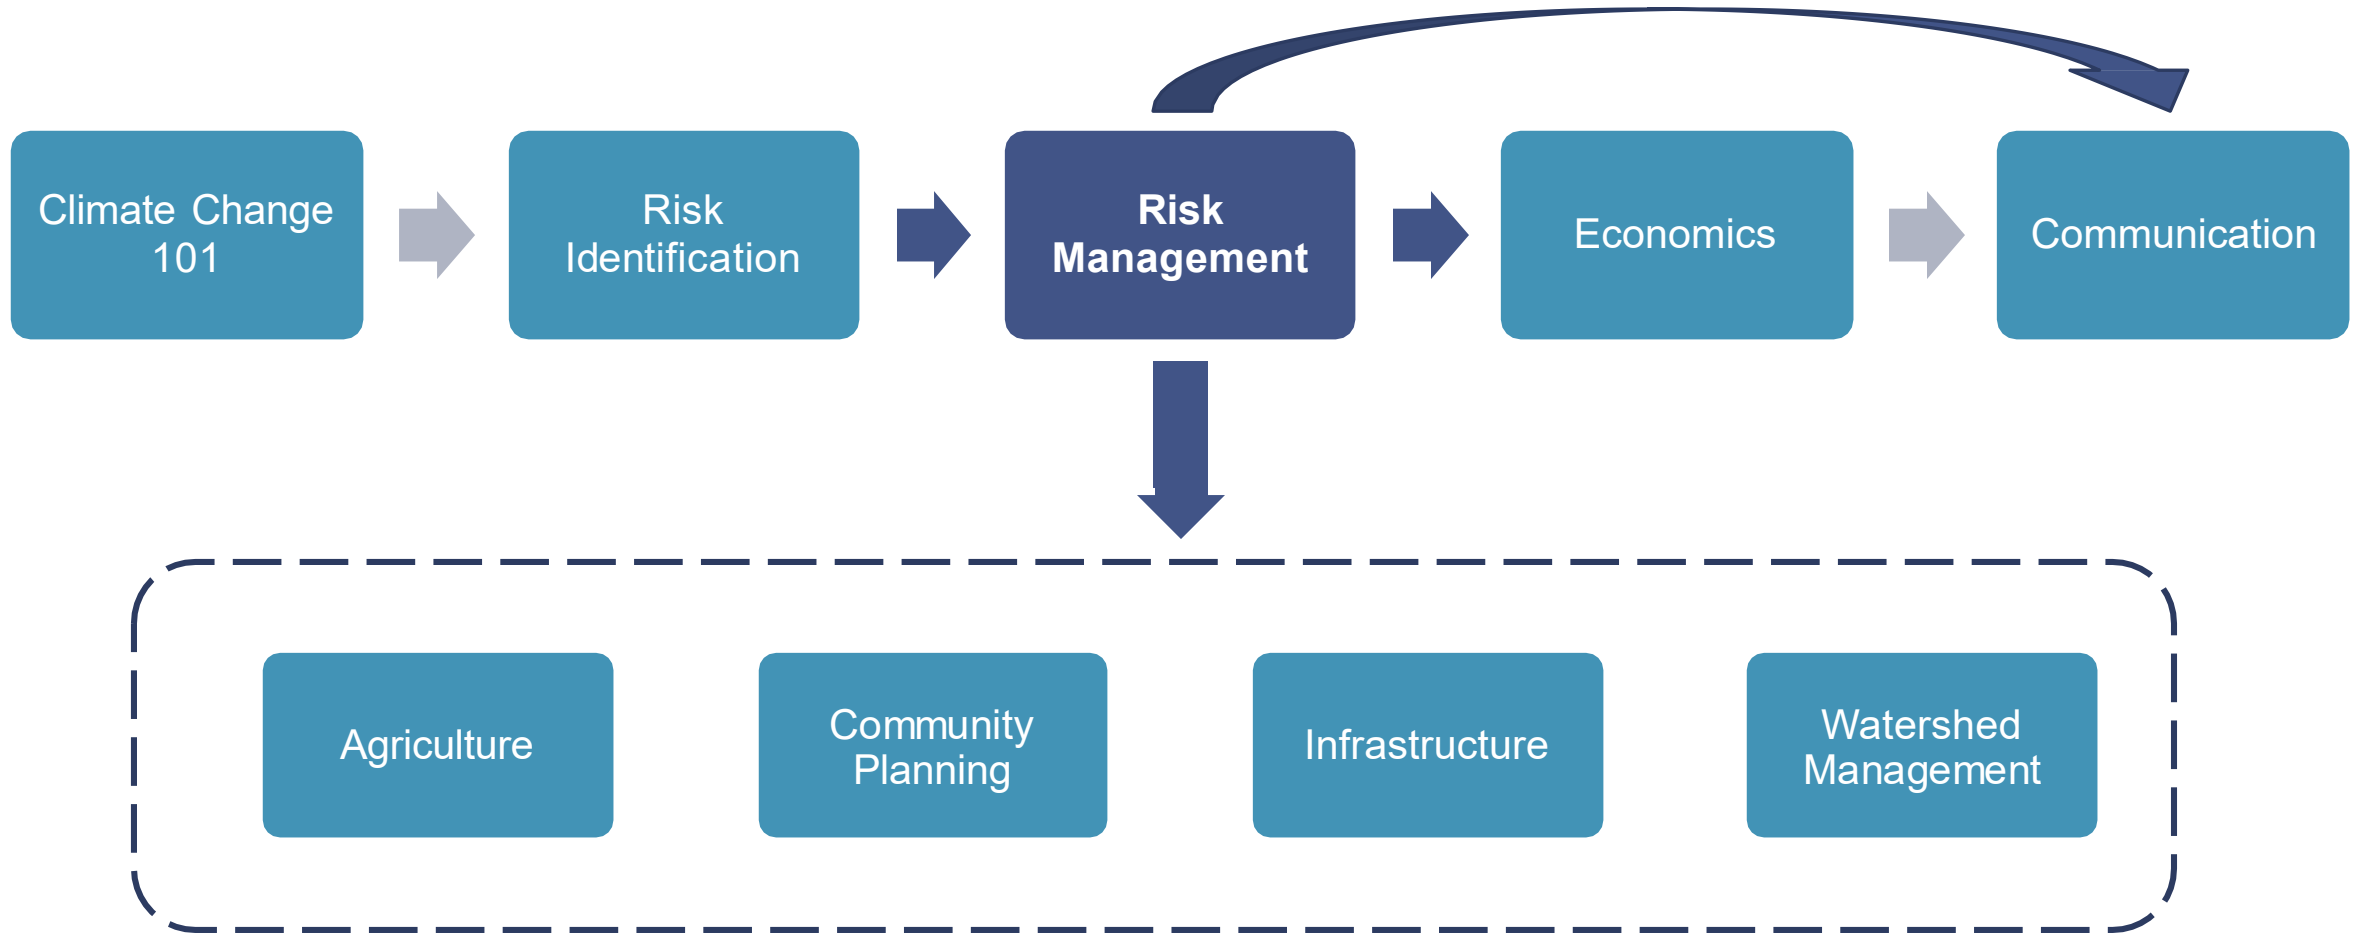 Climate Change
101
Risk
Identification
Risk
Management
Economics
Communication
Agriculture
Community
Planning
Infrastructure
Watershed
Management